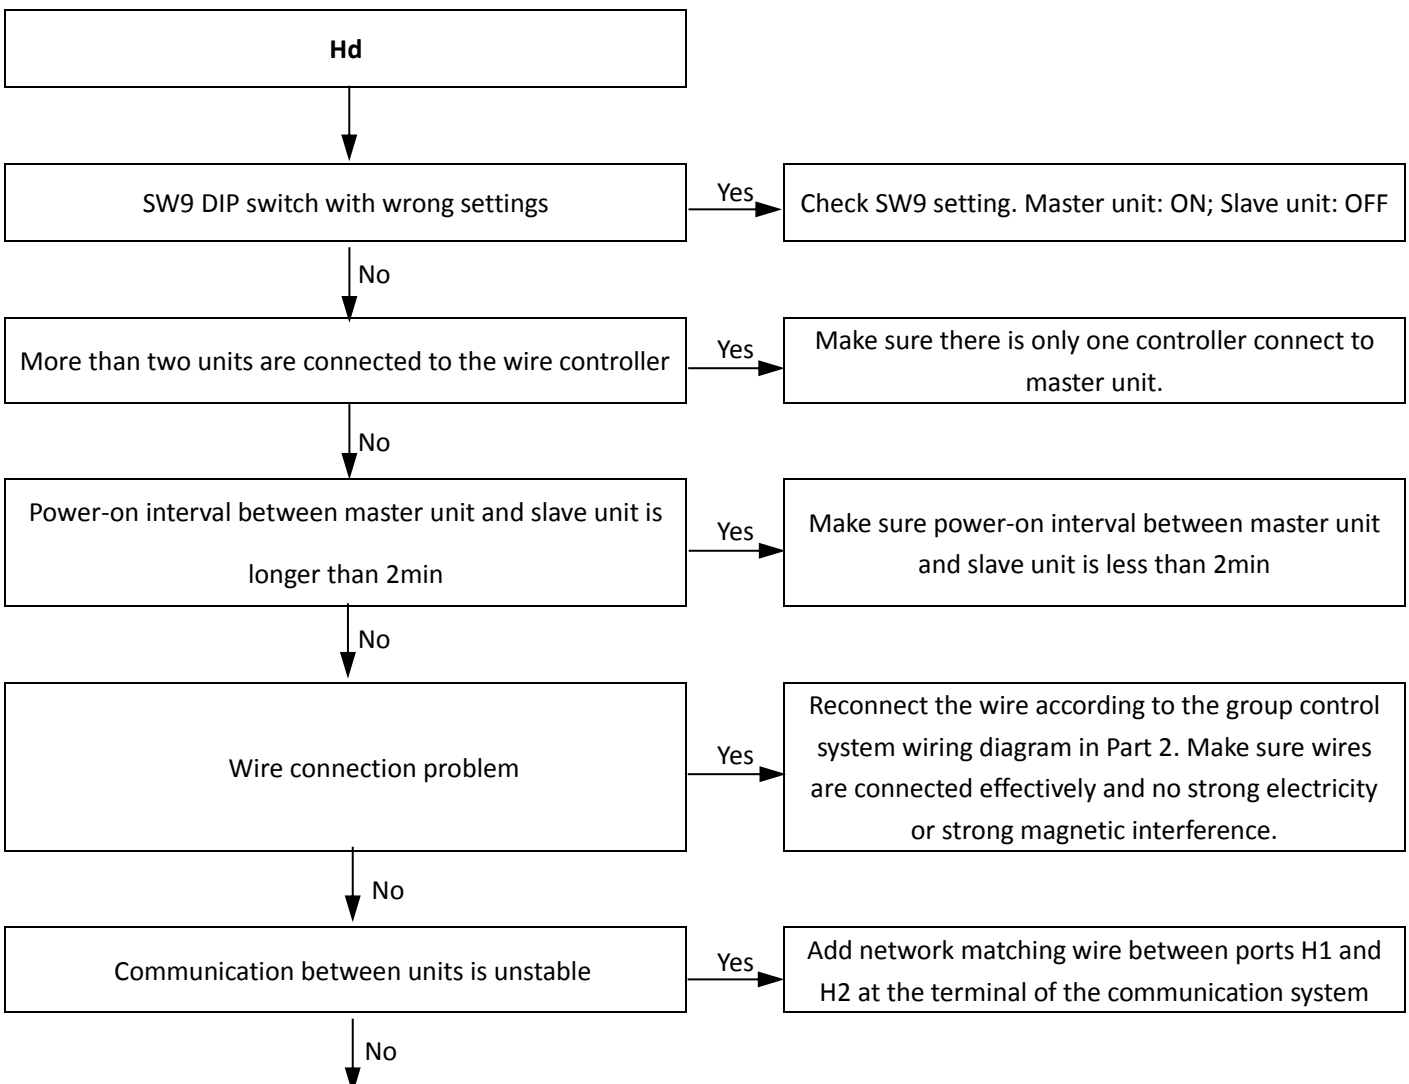 Hd
SW9 DIP switch with wrong settings
Yes
Check SW9 setting. Master unit: ON; Slave unit: OFF
No
More than two units are connected to the wire controller
Yes
Make sure there is only one controller connect to
master unit.
No
Power-on interval between master unit and slave unit is
longer than 2min
Yes
Make sure power-on interval between master unit
and slave unit is less than 2min
No
Wire connection problem
Yes
Reconnect the wire according to the group control
system wiring diagram in Part 2. Make sure wires
are connected effectively and no strong electricity
or strong magnetic interference.
No
Communication between units is unstable
Yes
Add network matching wire between ports H1 and
H2 at the terminal of the communication system
No